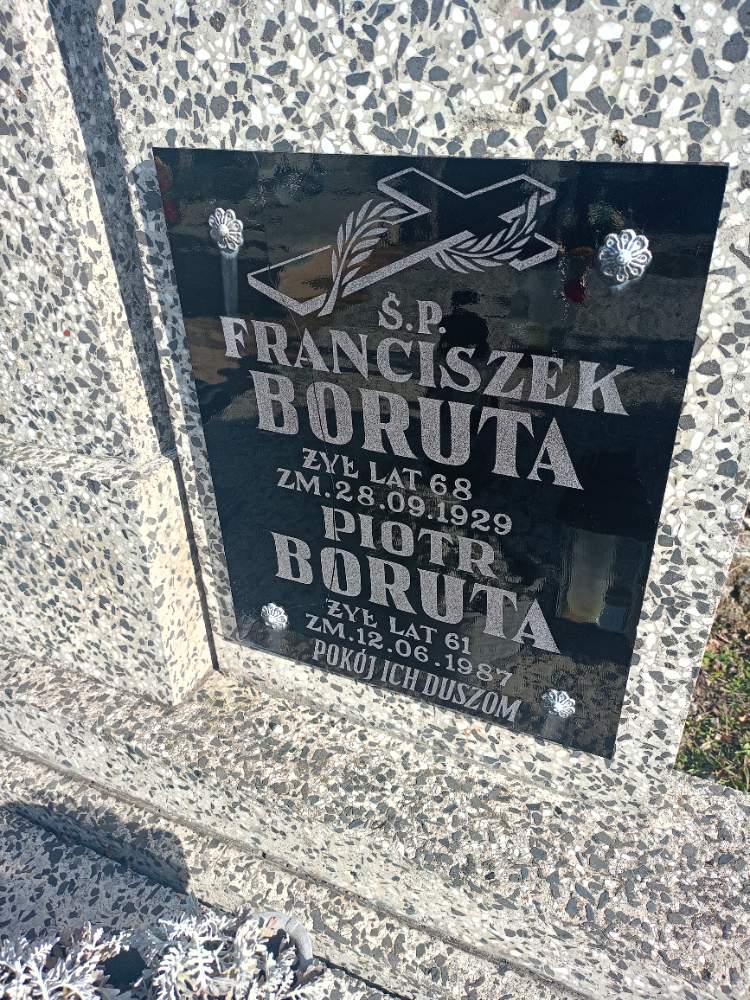 Ś.P.
FRANCISZEK
BORUTA
ŻYŁ LAT 68
ZM.28.09.1929
PIOTR
BORUTA
ŻYŁ LAT 61
ZM.12.06.1987
POKÓJ ICH DUSZOM